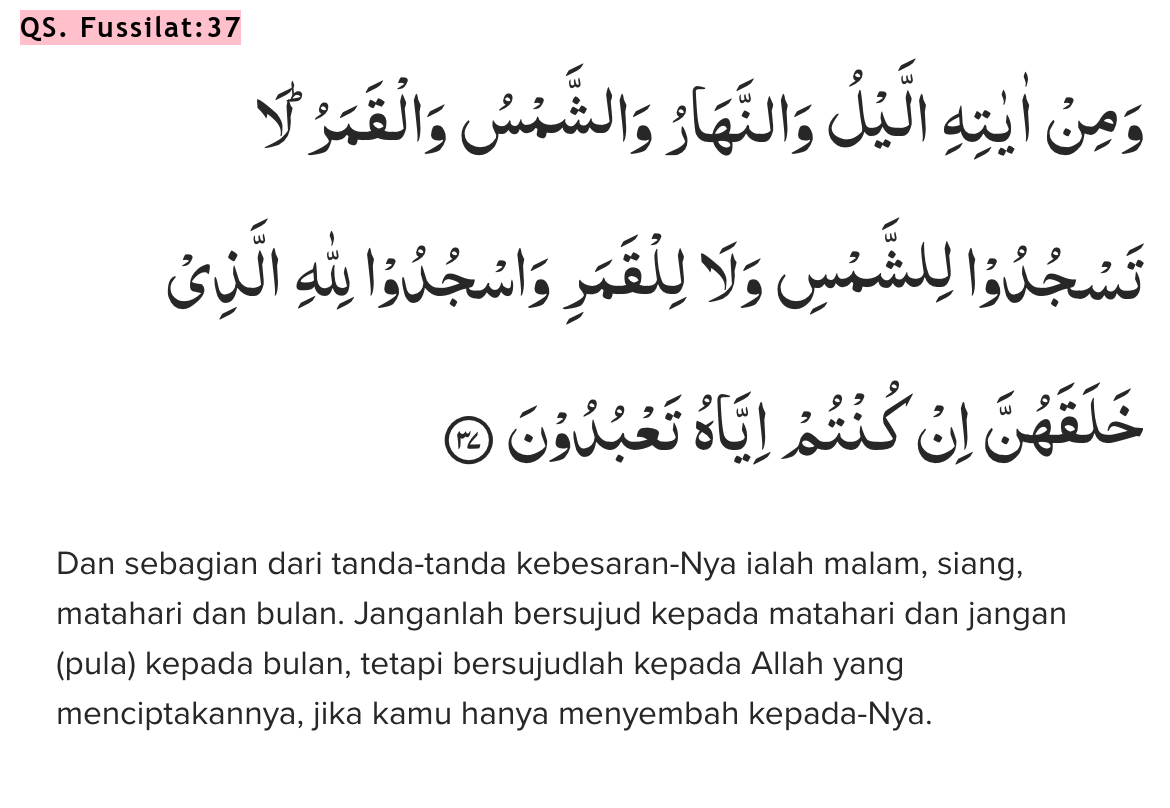 QS. Fussilat:37
وَمِنْ اٰيٰتِهِ الَّيْلُ وَالنَّهَارُ وَالشَّمْسُ وَالْقَمَرُۗ لَا
تَسْجُدُوْا لِلشَّمْسِ وَلَا لِلْقَمَرِ وَاسْجُدُوْا لِلّٰهِ الَّذِيْ
خَلَقَهُنَّ اِنْ كُنْتُمْ اِيَّاهُ تَعْبُدُوْنَ ٣٧
Dan sebagian dari tanda-tanda kebesaran-Nya ialah malam, siang,
matahari dan bulan. Janganlah bersujud kepada matahari dan jangan
(pula) kepada bulan, tetapi bersujudlah kepada Allah yang
menciptakannya, jika kamu hanya menyembah kepada-Nya.